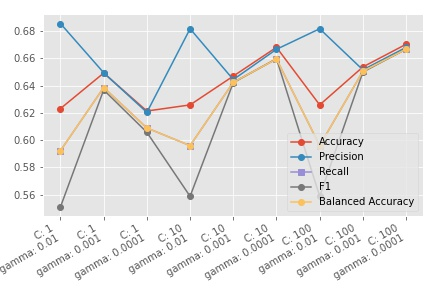 0.68
0.66
0.64
0.62
0.60
0.58
0.56
Accuracy
Precision
Recall
F1
Balanced Accuracy
C: 1
gamma: 0.01
C: 1
gamma: 0.001
C: 1
gamma: 0.0001
C: 10
gamma: 0.01
C: 10
gamma: 0.001
C: 10
gamma: 0.0001
C: 100
gamma: 0.01
C: 100
gamma: 0.001
C: 100
gamma: 0.0001